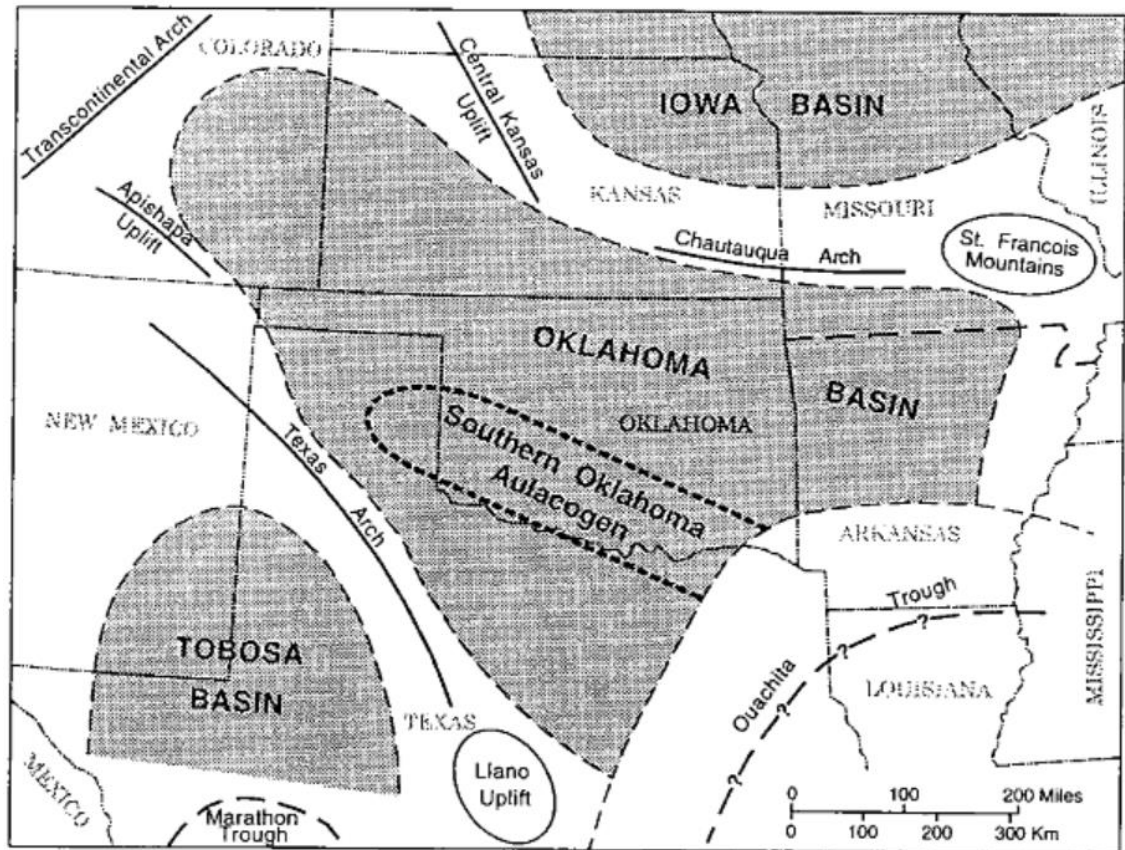 Transcontinental Arch
COLORADO
Central Kansas
Uplift
IOWA BASIN
ILLINOIS
Apishapa
Uplift
KANSAS
MISSOURI
Chautauqua Arch
St. Francois
Mountains
OKLAHOMA
BASIN
NEW MEXICO
Texas Arch
OKLAHOMA
Southern Oklahoma
Aulacogen
ARKANSAS
Trough
?
?
?
?
?
Ouachita
LOUISIANA
MISSISSIPPI
TOBOSA
BASIN
TEXAS
MEXICO
Llano
Uplift
Marathon
Trough
0 100 200 Miles
0 100 200 300 Km